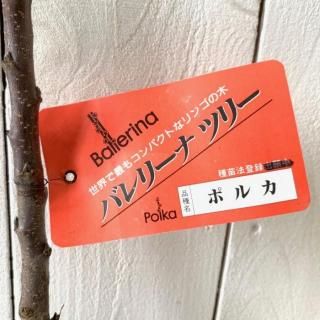 Ballerina
世界で最もコンパクトなリンゴの木
バレリーナツリー
種苗法登録
Polka
品種名
ポルカ